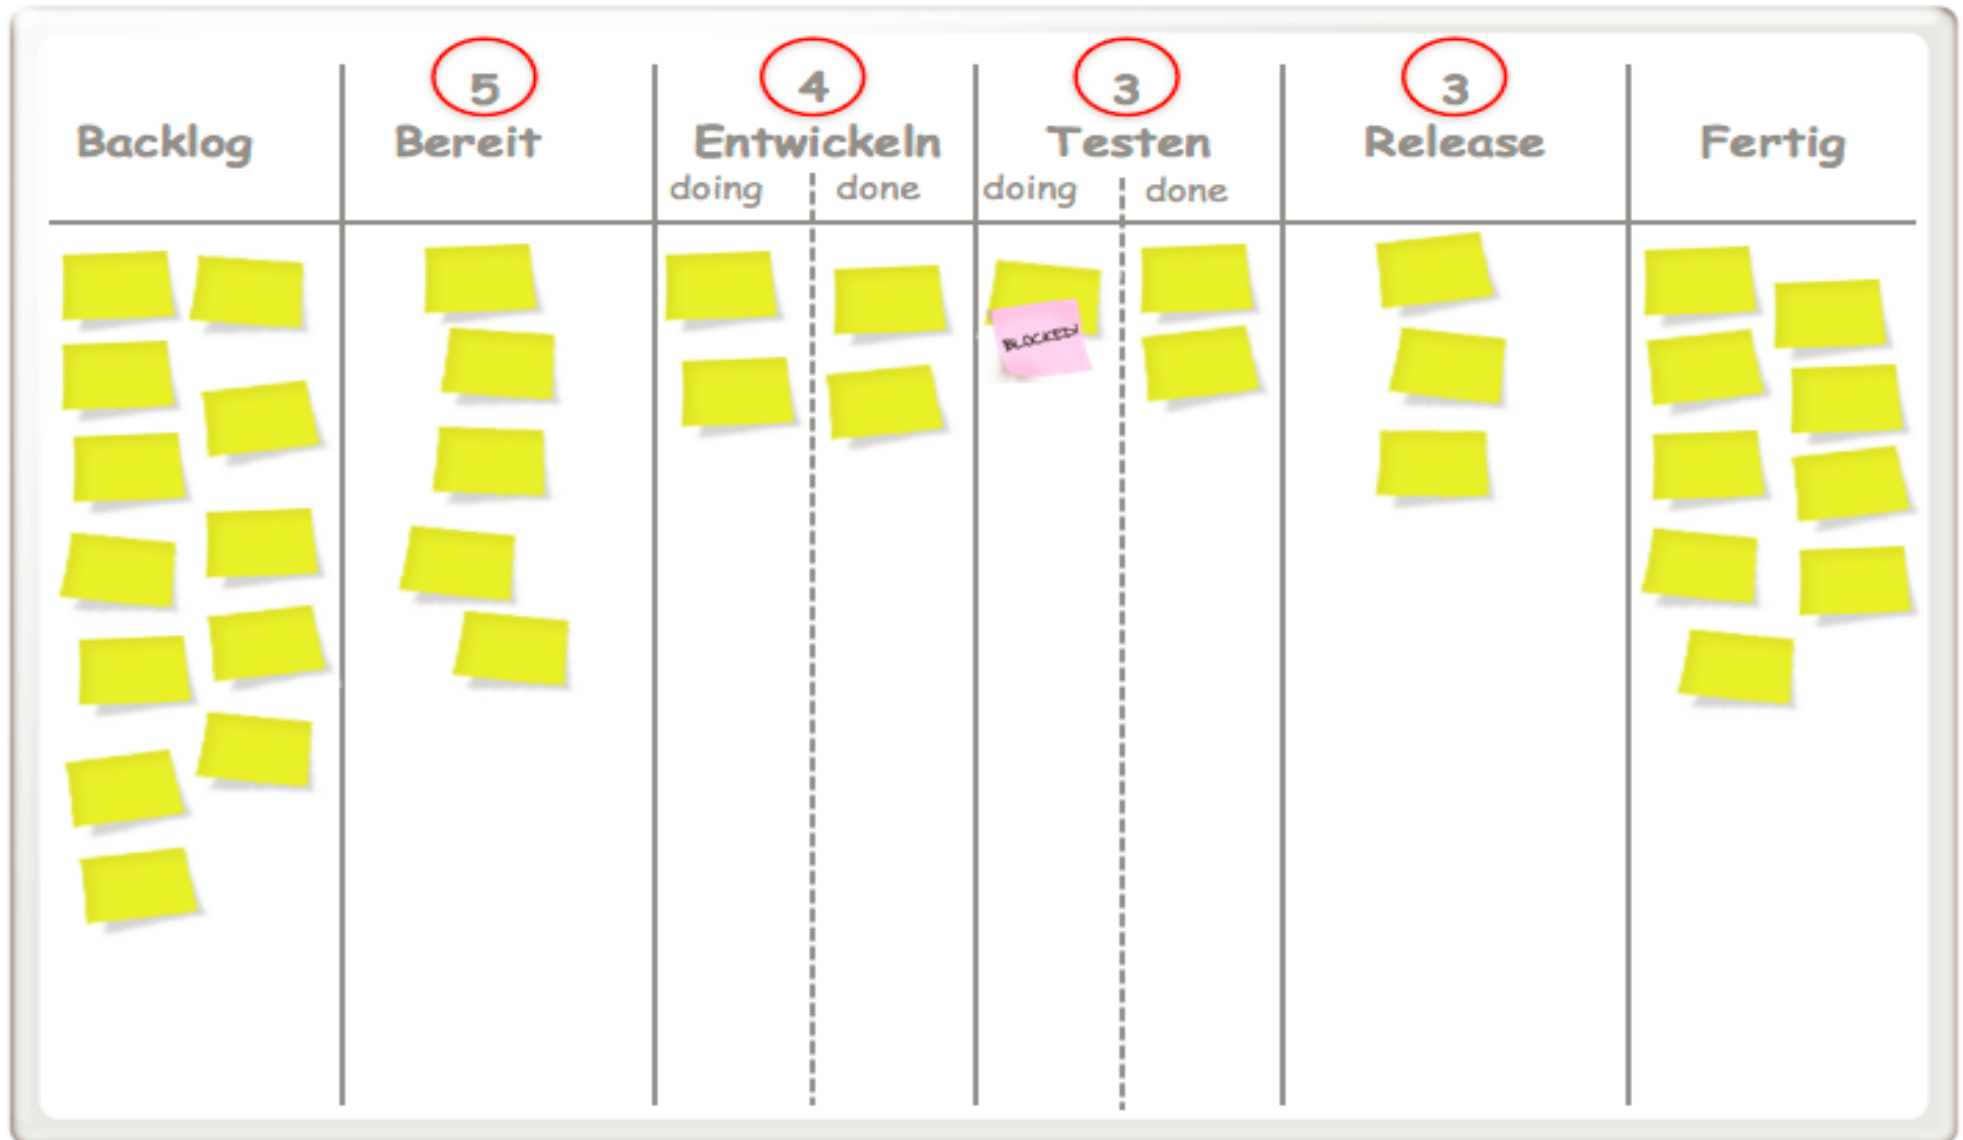 5 4 3 3
Backlog Bereit Entwickeln Testen Release Fertig
doing done doing done
BLOCKED!